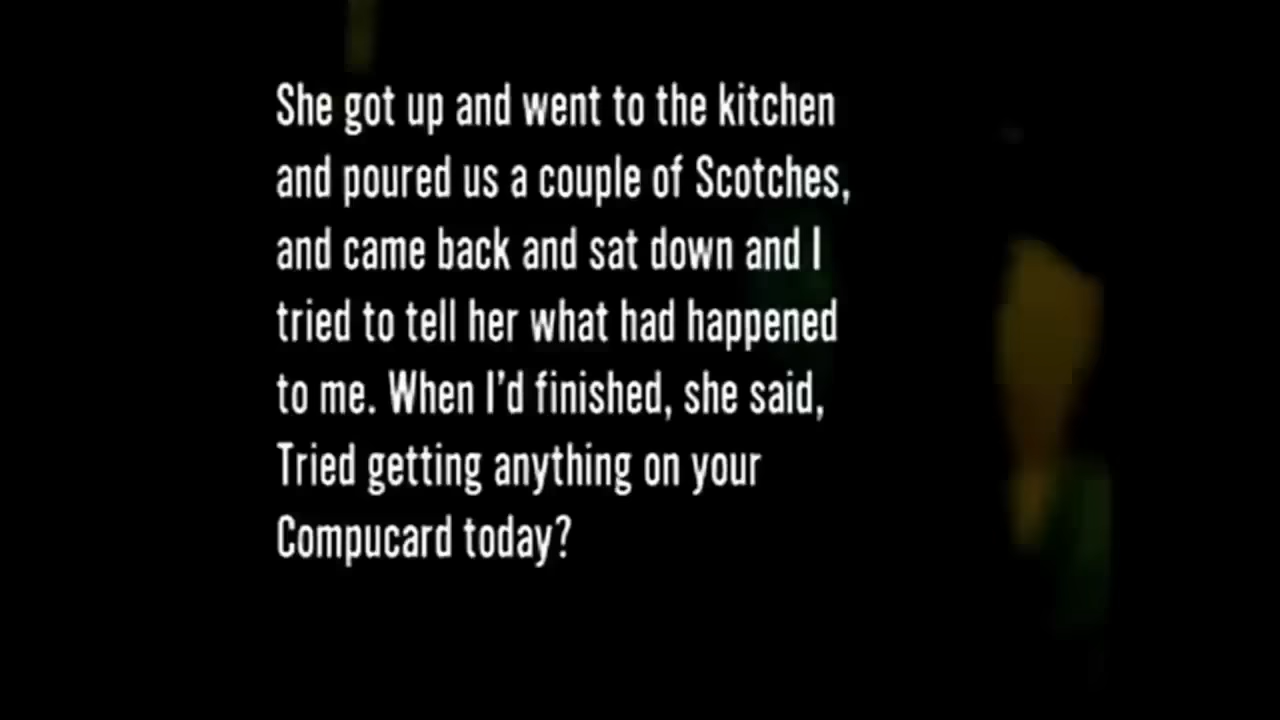 She got up and went to the kitchen
and poured us a couple of Scotches,
and came back and sat down and I
tried to tell her what had happened
to me. When I'd finished, she said,
Tried getting anything on your
Compucard today?